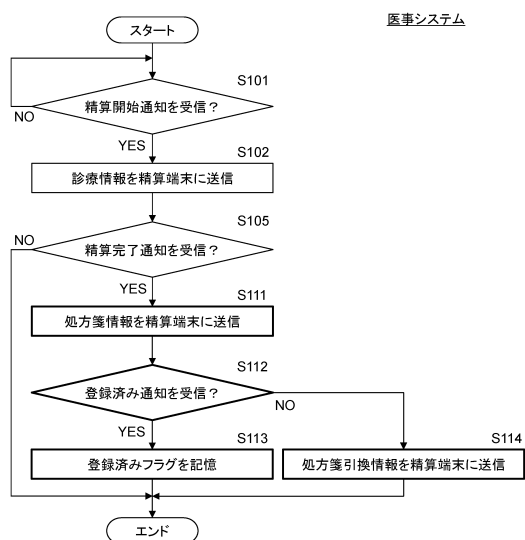 医事システム
スタート
S101
精算開始通知を受信？
NO
YES
S102
診療情報を精算端末に送信
S105
NO
精算完了通知を受信？
YES
S111
処方箋情報を精算端末に送信
S112
登録済み通知を受信？
NO
YES
S113
S114
登録済みフラグを記憶
処方箋引換情報を精算端末に送信
エンド